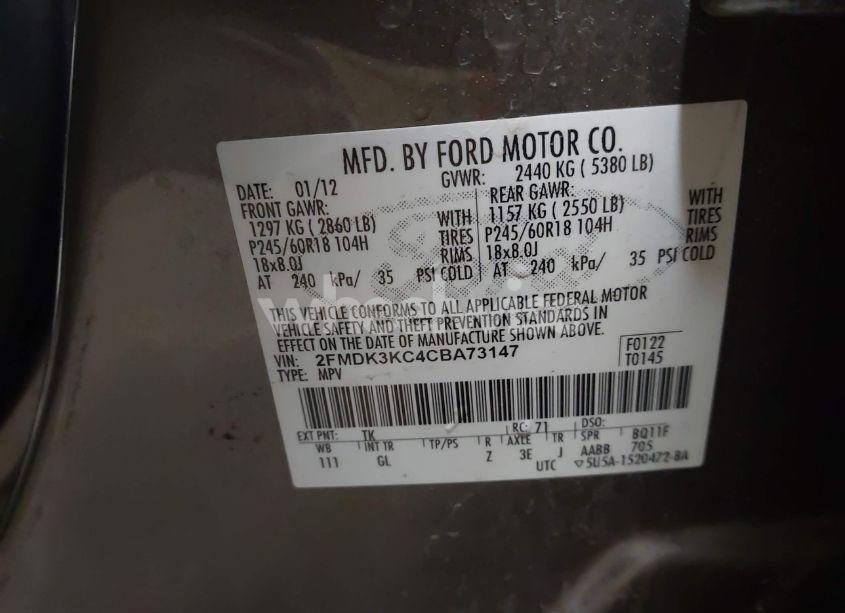 MFD. BY FORD MOTOR CO.
DATE: 01/12 GVWR: 2440 KG ( 5380 LB)
FRONT GAWR: REAR GAWR:
1297 KG ( 2860 LB) WITH 1157 KG ( 2550 LB) WITH
P245/60R18 104H TIRES P245/60R18 104H TIRES
18x8.0J RIMS 18x8.0J RIMS
AT 240 kPa/ 35 PSI COLD AT 240 kPa/ 35 PSI COLD
THIS VEHICLE CONFORMS TO ALL APPLICABLE FEDERAL MOTOR
VEHICLE SAFETY AND THEFT PREVENTION STANDARDS IN
EFFECT ON THE DATE OF MANUFACTURE SHOWN ABOVE.
VIN: 2FMDK3KC4CBA73147 F0122
TYPE: MPV T0145
EXT PNT: TK RC: 71 DSO:
WB INT TR TP/PS R AXLE TR SPR BQ11F
111 GL Z 3E J AABB 705
UTC ▽5U5A-1520472-BA